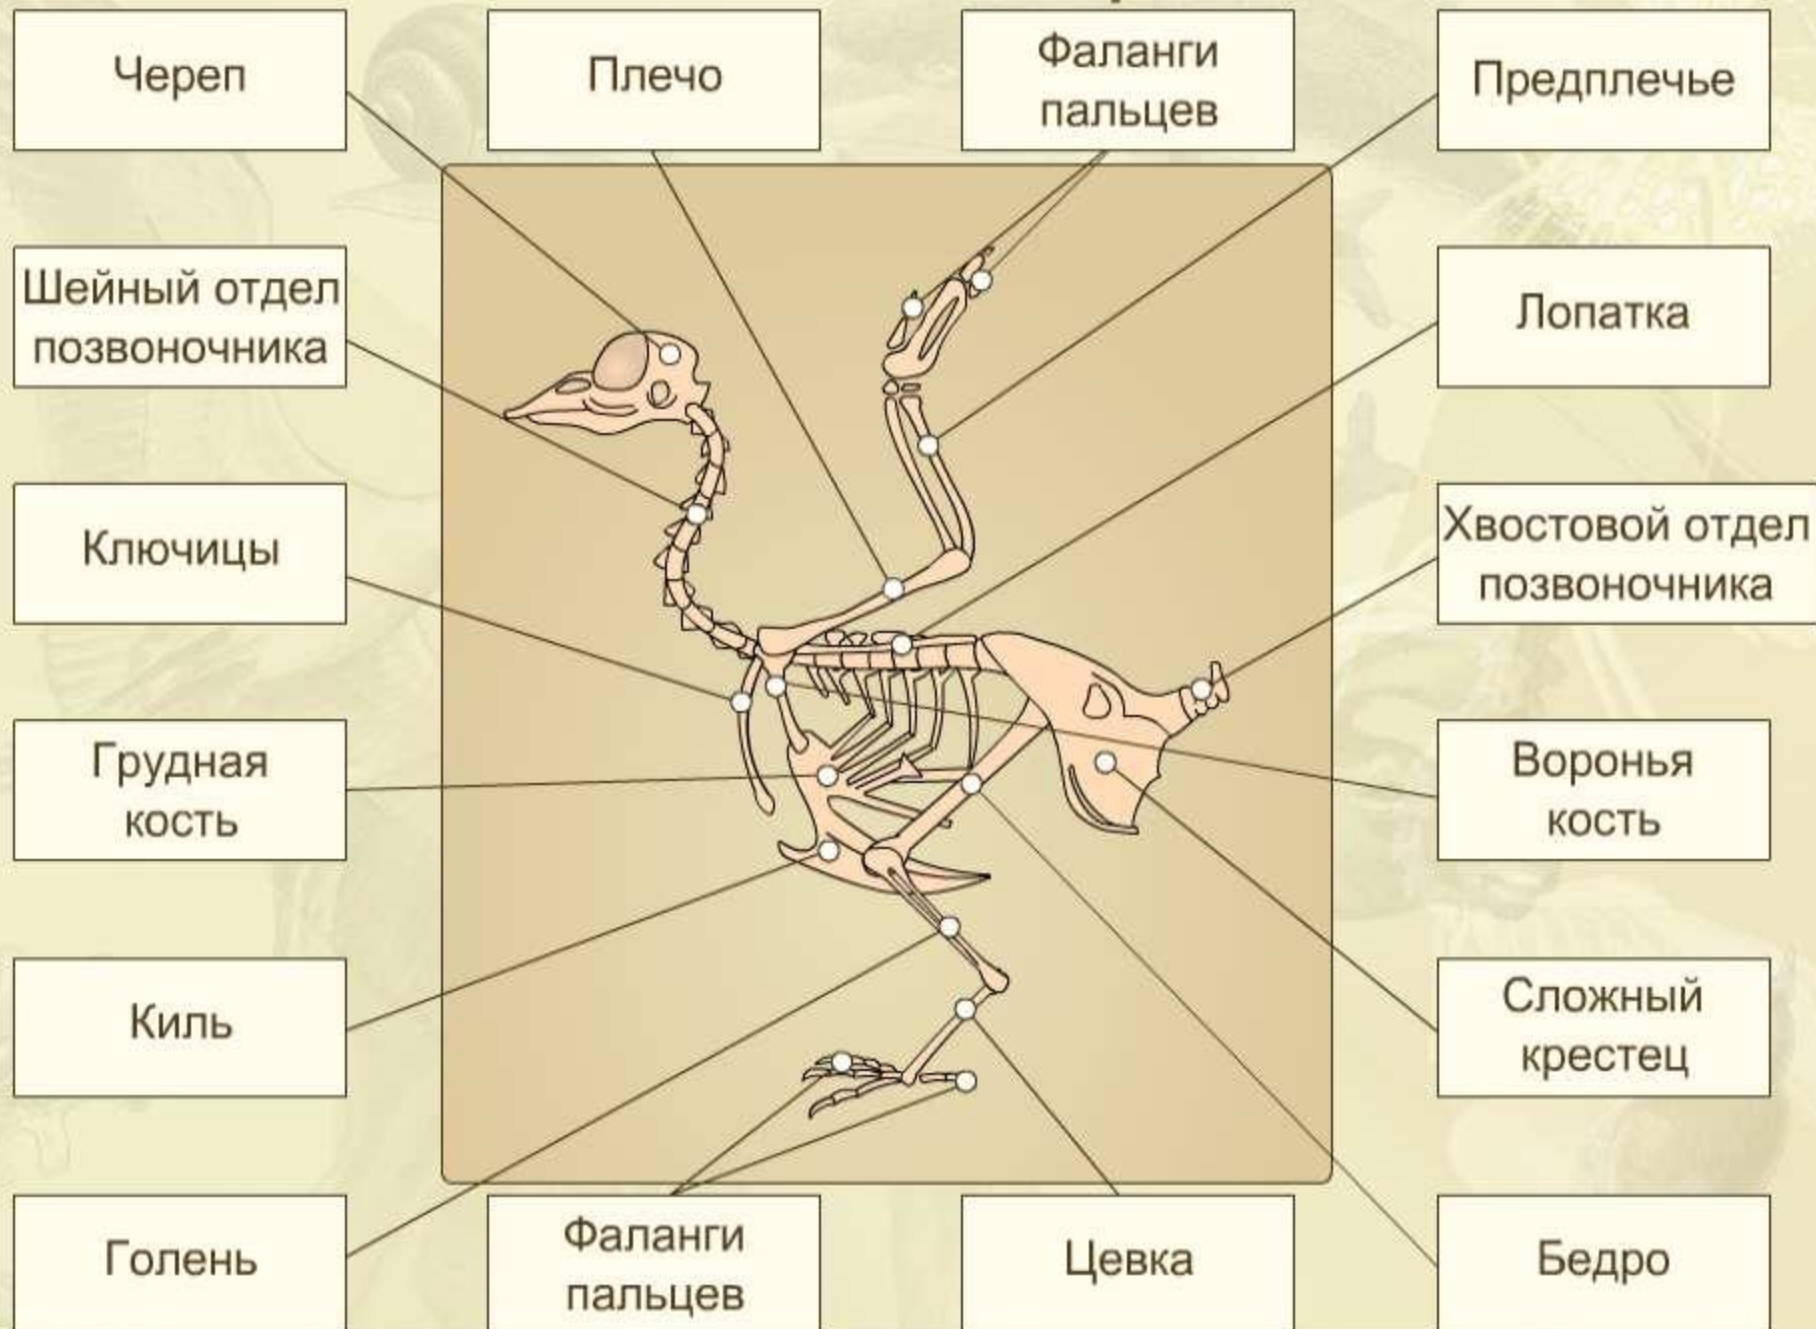 Череп
Плечо
Фаланги
пальцев
Предплечье
Шейный отдел
позвоночника
Лопатка
Ключицы
Хвостовой отдел
позвоночника
Грудная
кость
Воронья
кость
Киль
Сложный
крестец
Голень
Фаланги
пальцев
Цевка
Бедро